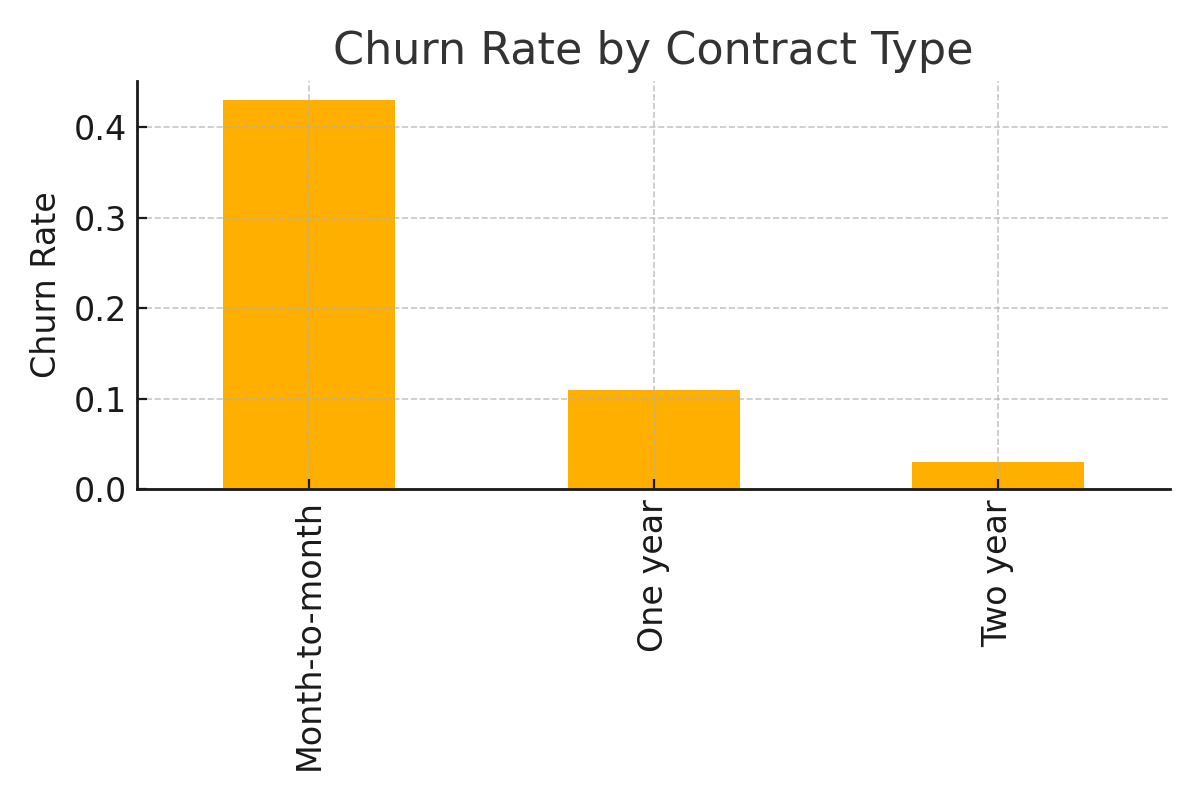 Churn Rate by Contract Type
Churn Rate
0.4
0.3
0.2
0.1
0.0
Month-to-month
One year
Two year